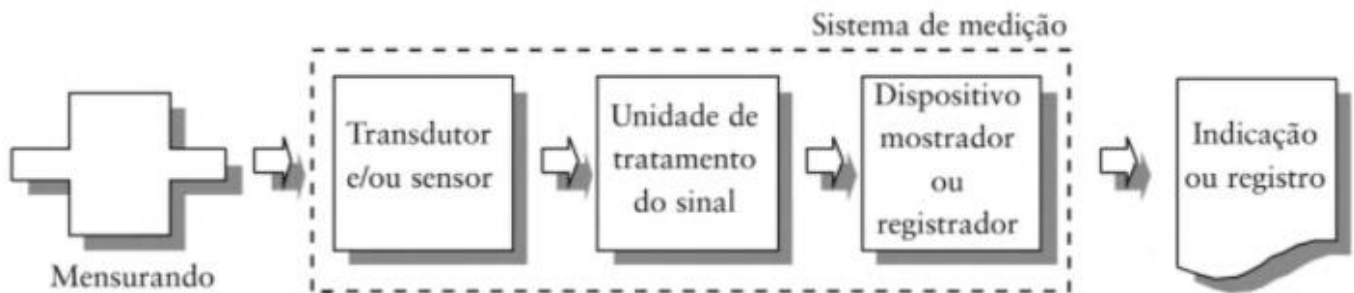 Sistema de medição
Transdutor
e/ou sensor
Unidade de
tratamento
do sinal
Dispositivo
mostrador
ou
registrador
Indicação
ou registro
Mensurando